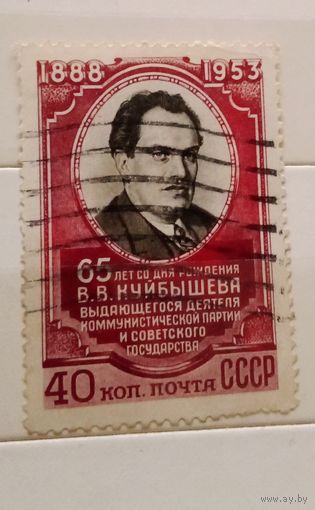 1888 1953
65 ЛЕТ СО ДНЯ РОЖДЕНИЯ
В.В. КУЙБЫШЕВА
ВЫДАЮЩЕГОСЯ ДЕЯТЕЛЯ
КОММУНИСТИЧЕСКОЙ ПАРТИИ
И СОВЕТСКОГО
ГОСУДАРСТВА
40 КОП. ПОЧТА СССР
www.ay.by